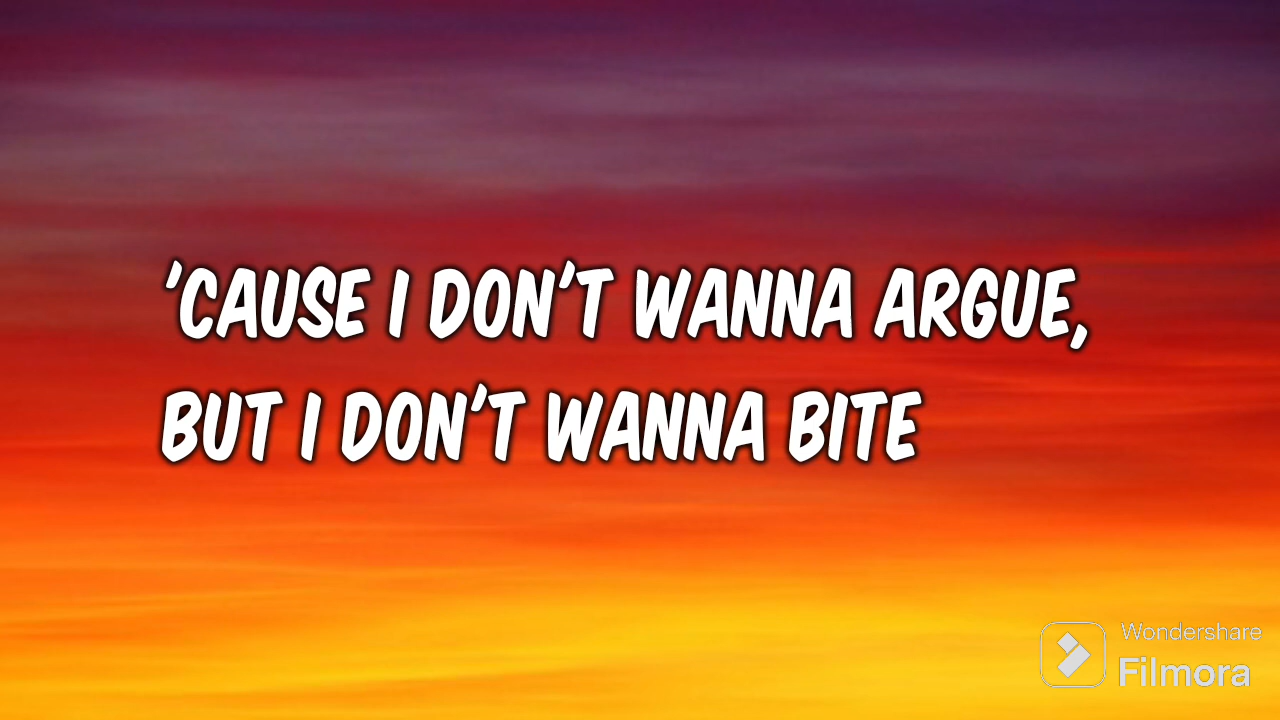 'CAUSE I DON'T WANNA ARGUE,
BUT I DON'T WANNA BITE
Wondershare
Filmora